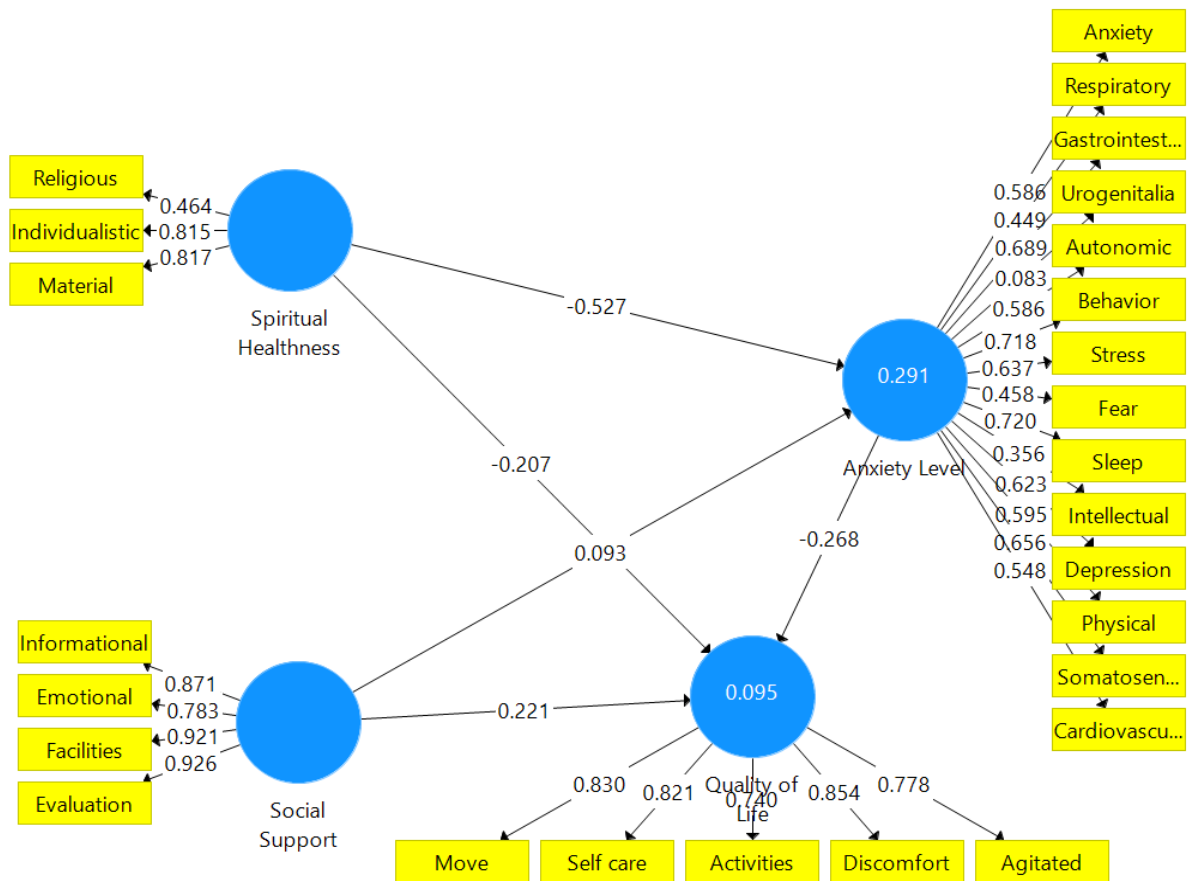 Anxiety
Respiratory
Gastrointest...
Urogenitalia
Autonomic
Behavior
Stress
Fear
Sleep
Intellectual
Depression
Physical
Somatosen...
Cardiovascu...
0.586
0.449
0.689
0.083
0.586
0.718
0.637
0.458
0.720
0.356
0.623
0.595
0.656
0.548
Religious
Individualistic
Material
0.464
0.815
0.817
Spiritual
Healthness
-0.527
0.291
Anxiety Level
-0.207
0.093
-0.268
Informational
Emotional
Facilities
Evaluation
0.871
0.783
0.921
0.926
Social
Support
0.221
0.095
Quality of
Life
0.830
0.821
0.740
0.854
0.778
Move
Self care
Activities
Discomfort
Agitated